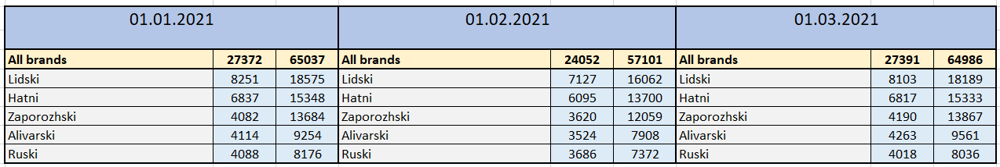 01.01.2021 01.02.2021 01.03.2021
All brands 27372 65037 All brands 24052 57101 All brands 27391 64986
Lidski 8251 18575 Lidski 7127 16062 Lidski 8103 18189
Hatni 6837 15348 Hatni 6095 13700 Hatni 6817 15333
Zaporozhski 4082 13684 Zaporozhski 3620 12059 Zaporozhski 4190 13867
Alivarski 4114 9254 Alivarski 3524 7908 Alivarski 4263 9561
Ruski 4088 8176 Ruski 3686 7372 Ruski 4018 8036